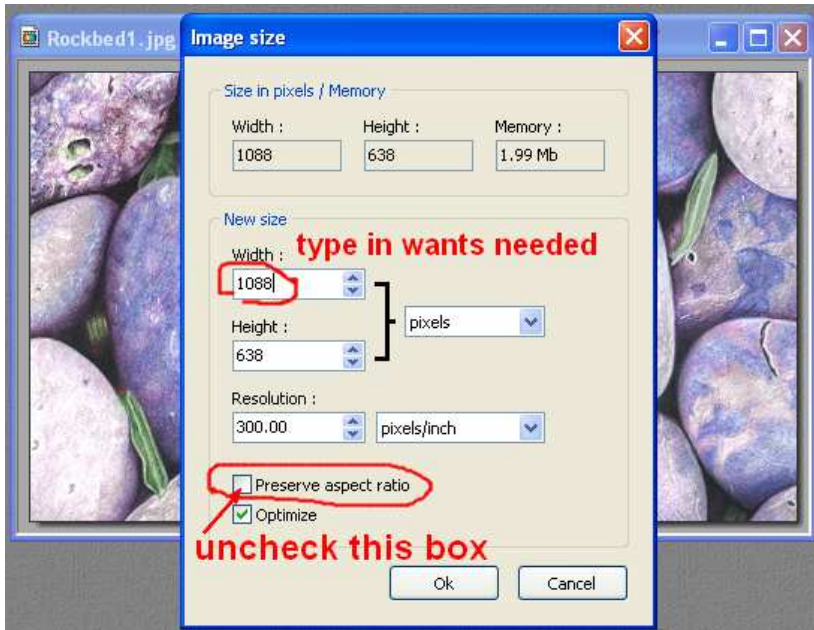 Rockbed1.jpg
Image size
Size in pixels / Memory
Width : Height : Memory :
1088 638 1.99 Mb
New size
type in wants needed
Width :
1088
pixels
Height :
638
Resolution :
300.00 pixels/inch
Preserve aspect ratio
Optimize
uncheck this box
Ok Cancel